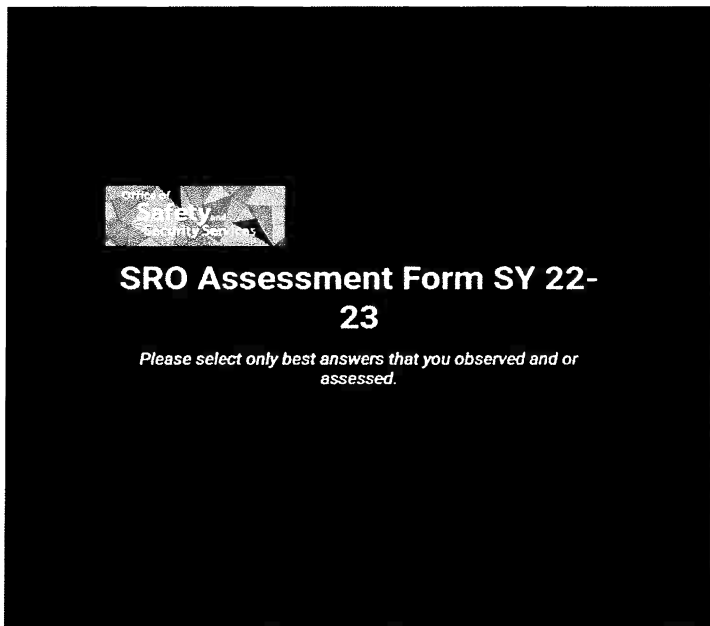 Office of
Safety and
Security Services
SRO Assessment Form SY 22-
23
Please select only best answers that you observed and or
assessed.